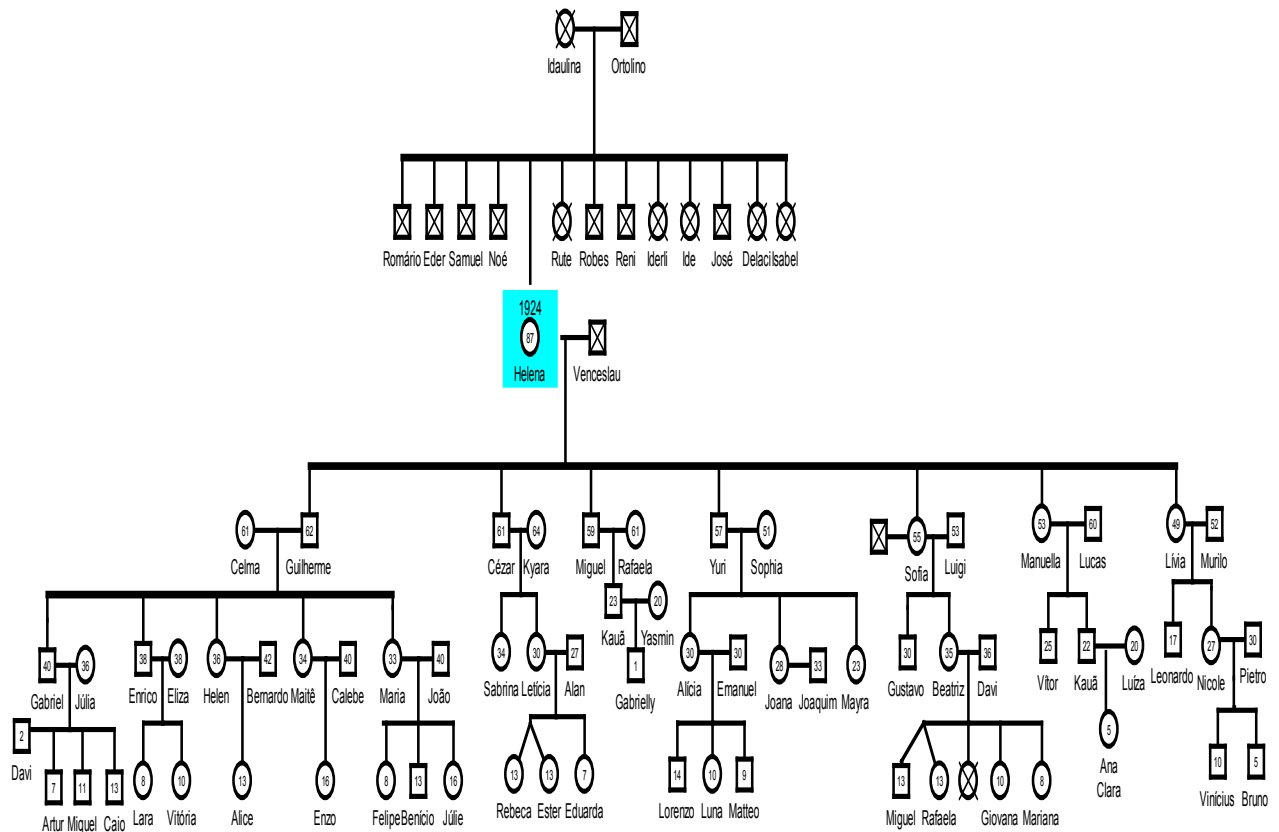 Idaulina Ortolino
Romário Eder Samuel Noé Rute Robes Reni Iderli Ide José Delaci Isabel
1924
87
Helena Venceslau
61 62 61 64 59 61 57 51 55 53 53 60 49 52
Celma Guilherme Cézar Kyara Miguel Rafaela Yuri Sophia Sofia Luigi Manuella Lucas Lívia Murilo
23 20
Kauã Yasmin
40 36 38 38 36 42 34 40 33 40 34 30 27 1 30 30 28 33 23 30 35 36 25 22 20 17 27 30
Gabriel Júlia Enrico Eliza Helen Bernardo Maitê Calebe Maria João Sabrina Letícia Alan Gabrielly Alícia Emanuel Joana Joaquim Mayra Gustavo Beatriz Davi Vítor Kauã Luíza Leonardo Nicole Pietro
2
Davi
5
Ana
Clara
7 11 13 8 10 13 16 8 13 16 13 13 7 14 10 9 13 13 10 8 10 5
Artur Miguel Caio Lara Vitória Alice Enzo Felipe Benício Júlie Rebeca Ester Eduarda Lorenzo Luna Matteo Miguel Rafaela Giovana Mariana Vinícius Bruno